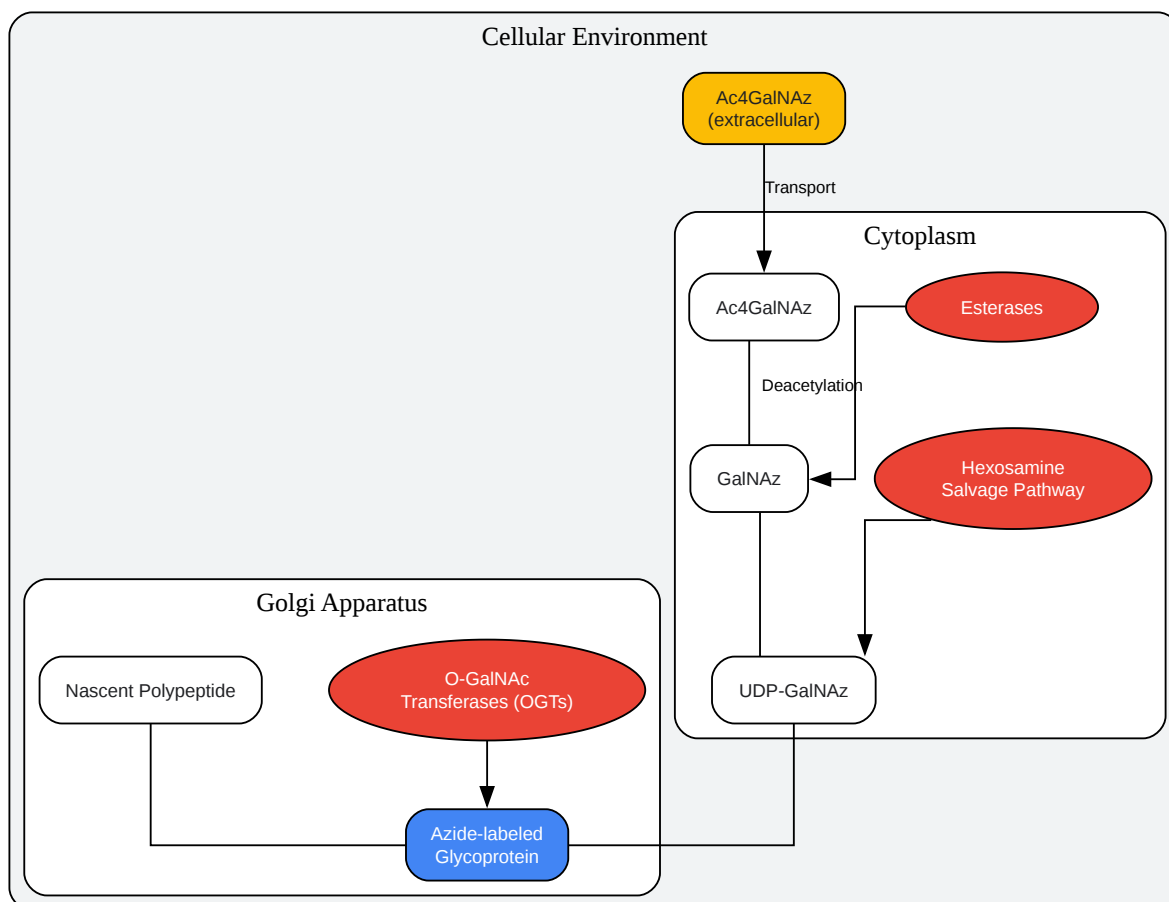 Cellular Environment
Ac4GalNAz
(extracellular)
Transport
Cytoplasm
Ac4GalNAz
Esterases
Deacetylation
GalNAz
Hexosamine
Salvage Pathway
Golgi Apparatus
Nascent Polypeptide
O-GalNAc
Transferases (OGTs)
UDP-GalNAz
Azide-labeled
Glycoprotein